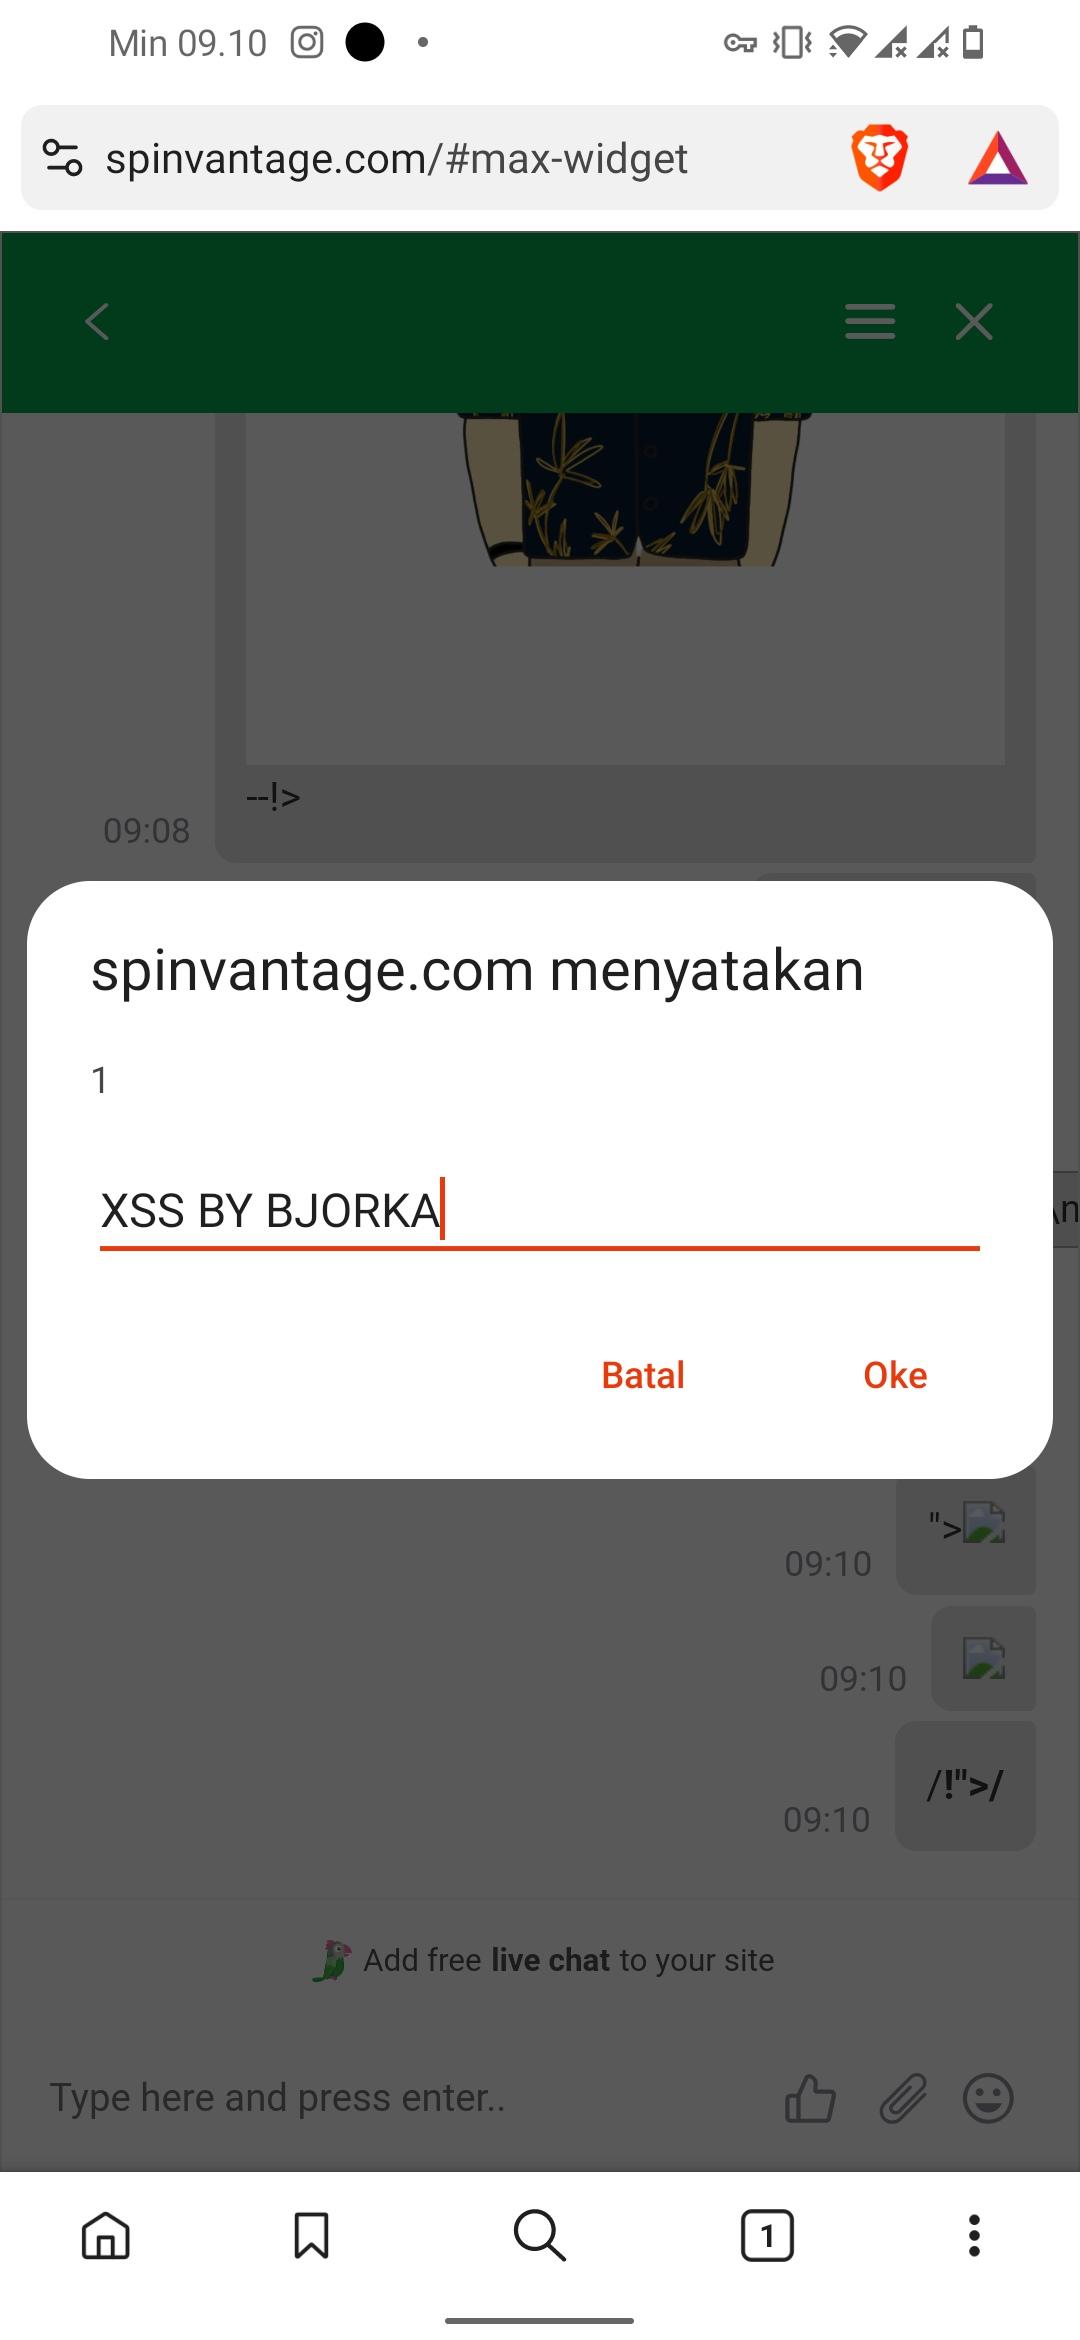 Min 09.10
spinvantage.com/#max-widget
--!>
09:08
spinvantage.com menyatakan
1
XSS BY BJORKA
Batal
Oke
">
09:10
09:10
/!">/
09:10
Add free live chat to your site
Type here and press enter..
1